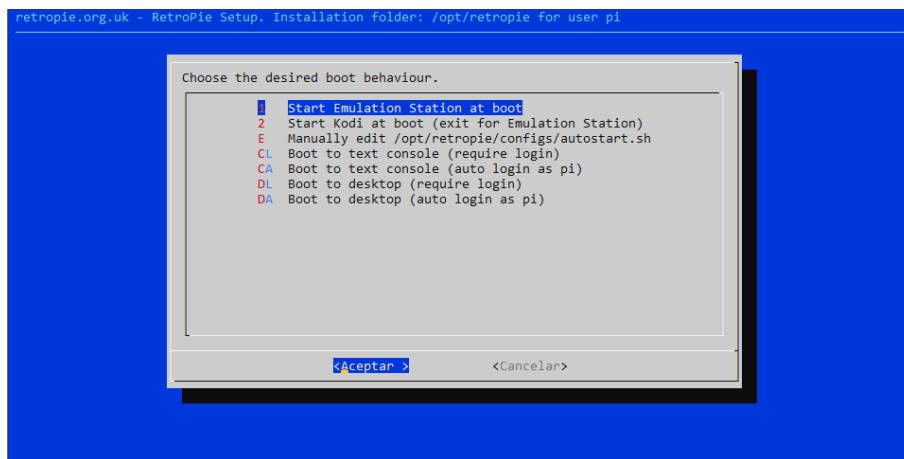 retropie.org.uk - RetroPie Setup. Installation folder: /opt/retropie for user pi
Choose the desired boot behaviour.
1 Start Emulation Station at boot
2 Start Kodi at boot (exit for Emulation Station)
E Manually edit /opt/retropie/configs/autostart.sh
CL Boot to text console (require login)
CA Boot to text console (auto login as pi)
DL Boot to desktop (require login)
DA Boot to desktop (auto login as pi)
<Aceptar > <Cancelar>